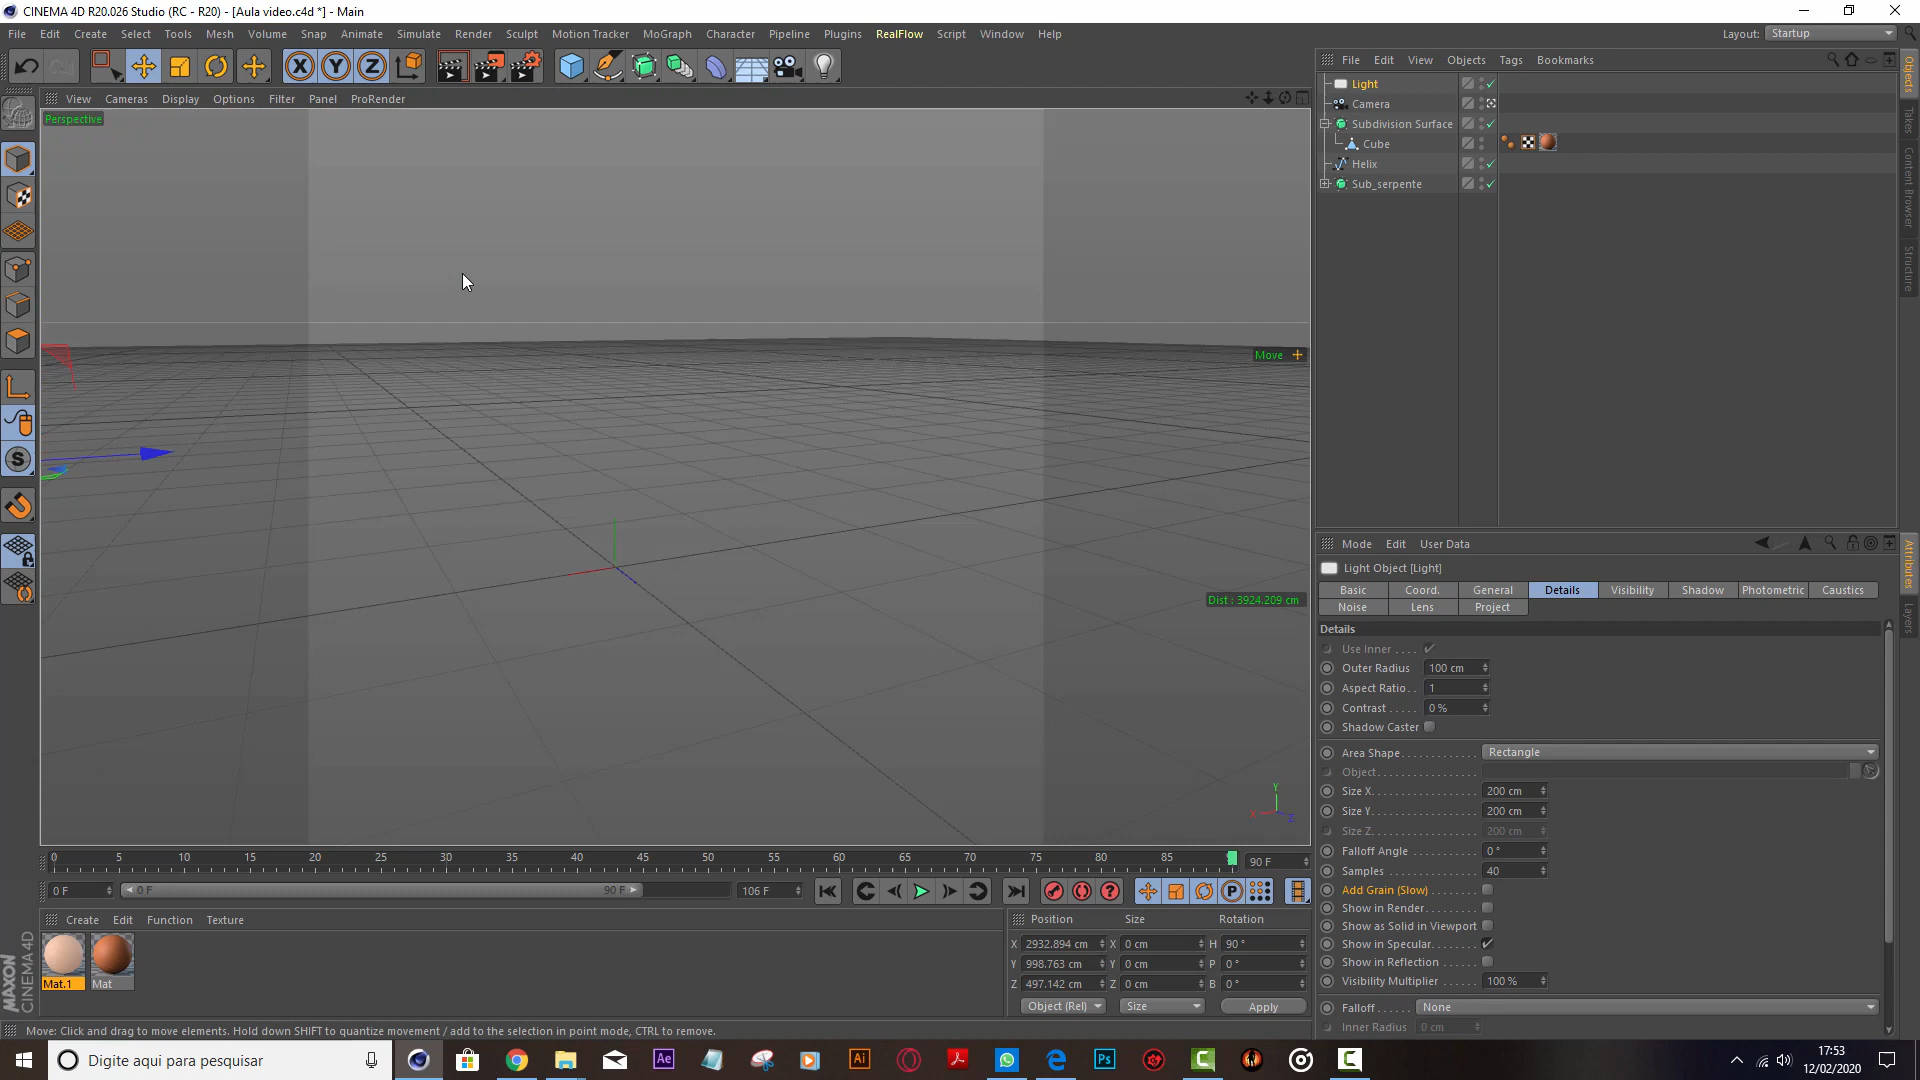 CINEMA 4D R20.026 Studio (RC - R20) - [Aula video.c4d *] - Main
File Edit Create Select Tools Mesh Volume Snap Animate Simulate Render Sculpt Motion Tracker MoGraph Character Pipeline Plugins RealFlow Script Window Help Layout: Startup
X Y Z
File Edit View Objects Tags Bookmarks
View Cameras Display Options Filter Panel ProRender
Perspective
Light
Camera
Subdivision Surface
Cube
Helix
Sub_serpente
Objects
Takes
Content Browser
Structure
Move
Dist : 3924.209 cm
Y
X
Z
S
Mode Edit User Data
Light Object [Light]
Basic Coord. General Details Visibility Shadow Photometric Caustics
Noise Lens Project
Attributes
Layers
Details
Use Inner . . . .
Outer Radius 100 cm
Aspect Ratio . . 1
Contrast . . . . . 0 %
Shadow Caster
Area Shape . . . . . . . . . . . . Rectangle
Object . . . . . . . . . . . . . . . .
Size X . . . . . . . . . . . . . . . . 200 cm
Size Y . . . . . . . . . . . . . . . . 200 cm
Size Z . . . . . . . . . . . . . . . . 200 cm
Falloff Angle . . . . . . . . . . 0 °
Samples . . . . . . . . . . . . . . 40
Add Grain (Slow) . . . . . . .
Show in Render . . . . . . . .
Show as Solid in Viewport
Show in Specular . . . . . . .
Show in Reflection . . . . .
Visibility Multiplier . . . . . 100 %
Falloff . . None
Inner Radius 0 cm
0 5 10 15 20 25 30 35 40 45 50 55 60 65 70 75 80 85 90 F
0 F 0 F 90 F 106 F
P
Create Edit Function Texture
Mat.1 Mat
MAXON
CINEMA 4D
Position Size Rotation
X 2932.894 cm X 0 cm H 90 °
Y 998.763 cm Y 0 cm P 0 °
Z 497.142 cm Z 0 cm B 0 °
Object (Rel) Size Apply
Move: Click and drag to move elements. Hold down SHIFT to quantize movement / add to the selection in point mode, CTRL to remove.
Digite aqui para pesquisar
Ae Ai Ps
17:53
12/02/2020